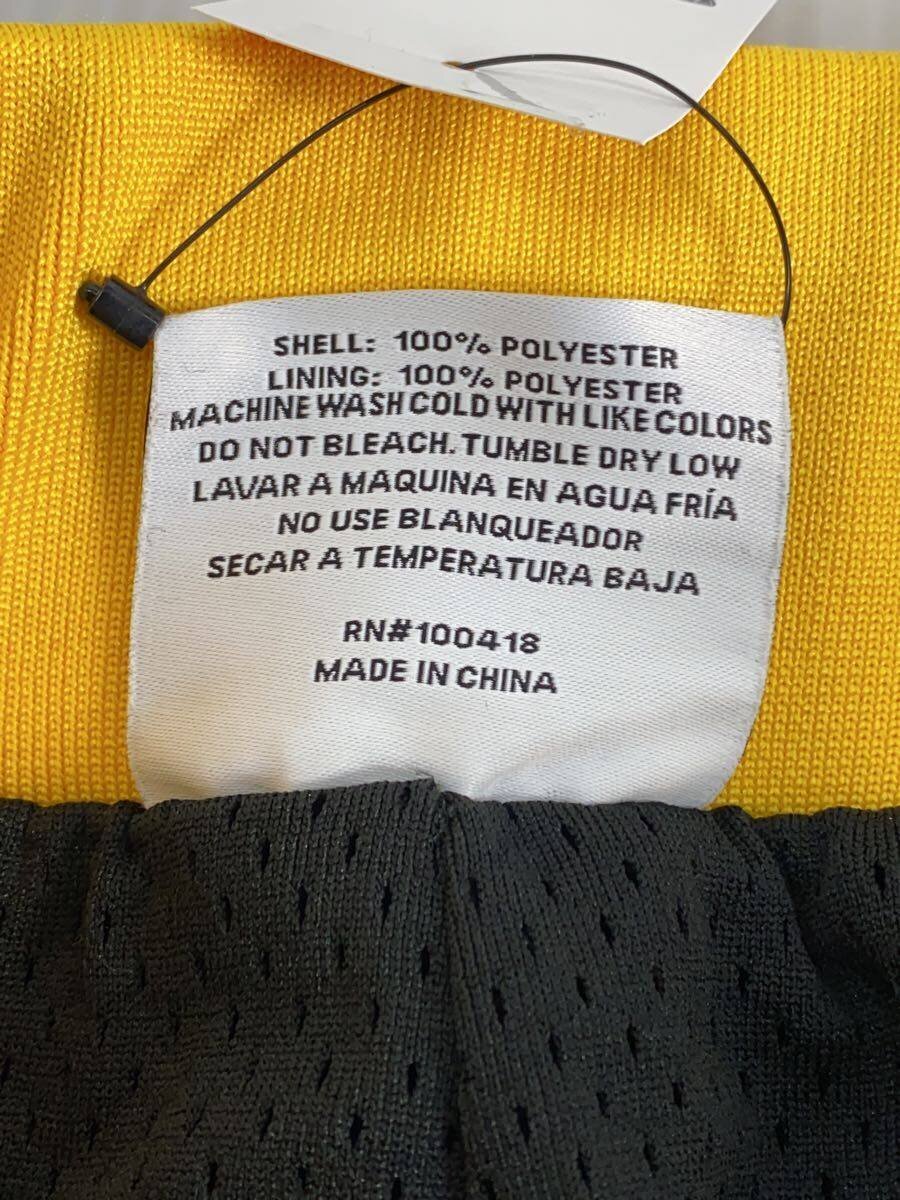 SHELL: 100% POLYESTER
LINING: 100% POLYESTER
MACHINE WASH COLD WITH LIKE COLORS
DO NOT BLEACH. TUMBLE DRY LOW
LAVAR A MAQUINA EN AGUA FRÍA
NO USE BLANQUEADOR
SECAR A TEMPERATURA BAJA
RN#100418
MADE IN CHINA